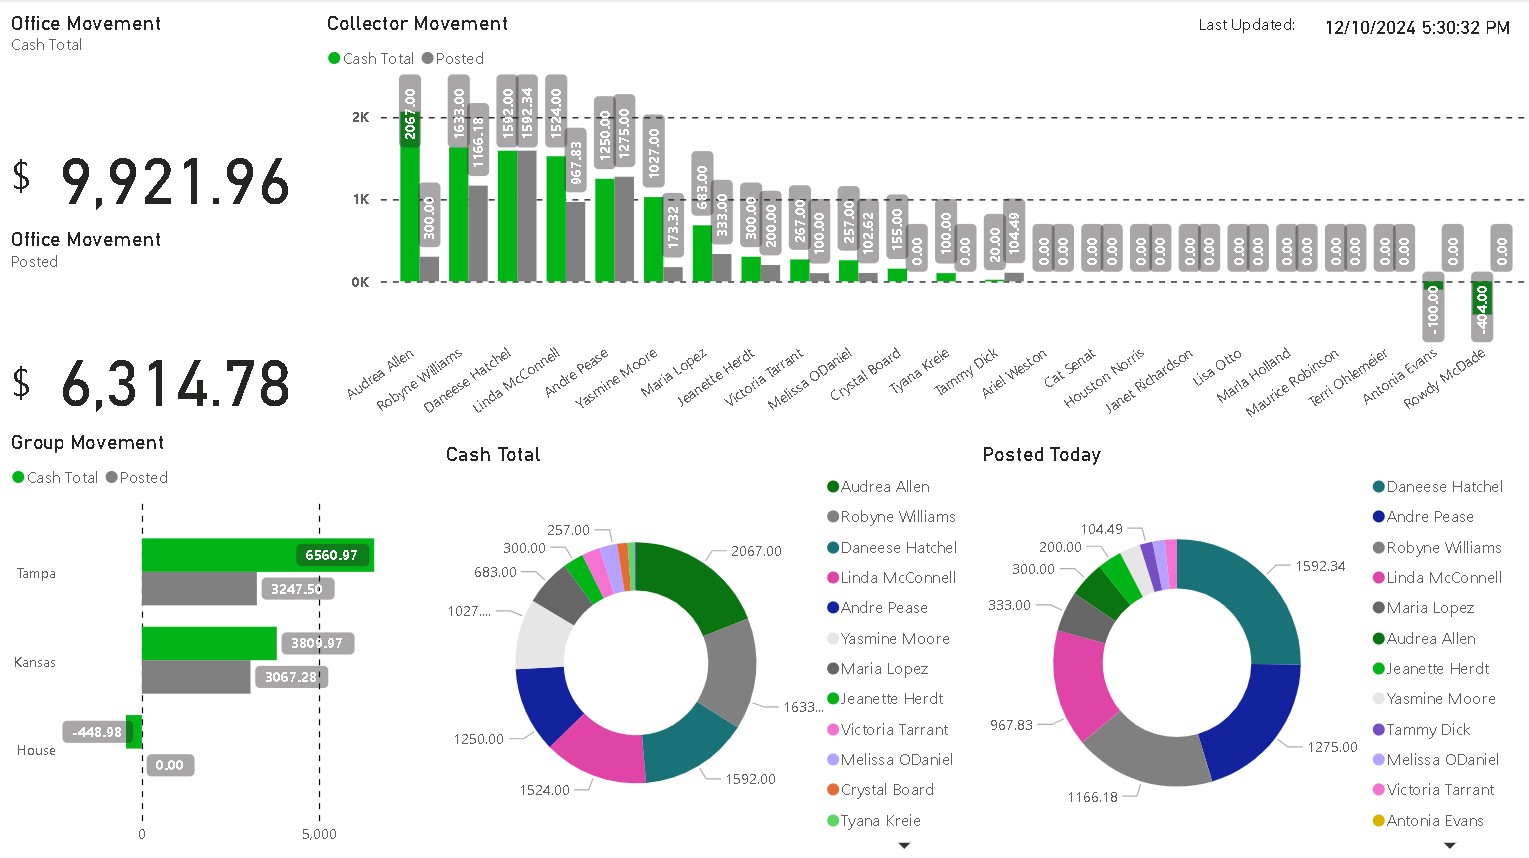 Office Movement
Cash Total
$ 9,921.96
Office Movement
Posted
$ 6,314.78
Collector Movement
Cash Total Posted
Last Updated: 12/10/2024 5:30:32 PM
2K
1K
0K
2067.00 300.00 1633.00 1166.18 1592.00 1592.34 1524.00 967.83 1250.00 1275.00 1027.00 173.32 683.00 333.00 300.00 200.00 267.00 100.00 257.00 102.62 155.00 0.00 100.00 0.00 20.00 104.49 0.00 0.00 0.00 0.00 0.00 0.00 0.00 0.00 0.00 0.00 0.00 0.00 0.00 0.00 0.00 0.00 -100.00 0.00 -404.00 0.00
Audrea Allen
Robyne Williams
Daneese Hatchel
Linda McConnell
Andre Pease
Yasmine Moore
Maria Lopez
Jeanette Herdt
Victoria Tarrant
Melissa ODaniel
Crystal Board
Tyana Kreie
Tammy Dick
Ariel Weston
Cat Senat
Houston Norris
Janet Richardson
Lisa Otto
Marla Holland
Maurice Robinson
Terri Ohlemeier
Antonia Evans
Rowdy McDade
Group Movement
Cash Total Posted
Tampa
6560.97
3247.50
Kansas
3809.97
3067.28
House
-448.98
0.00
0 5,000
Cash Total
2067.00
1633...
1592.00
1524.00
1250.00
1027....
683.00
300.00
257.00
Audrea Allen
Robyne Williams
Daneese Hatchel
Linda McConnell
Andre Pease
Yasmine Moore
Maria Lopez
Jeanette Herdt
Victoria Tarrant
Melissa ODaniel
Crystal Board
Tyana Kreie
Posted Today
1592.34
1275.00
1166.18
967.83
333.00
300.00
200.00
104.49
Daneese Hatchel
Andre Pease
Robyne Williams
Linda McConnell
Maria Lopez
Audrea Allen
Jeanette Herdt
Yasmine Moore
Tammy Dick
Melissa ODaniel
Victoria Tarrant
Antonia Evans